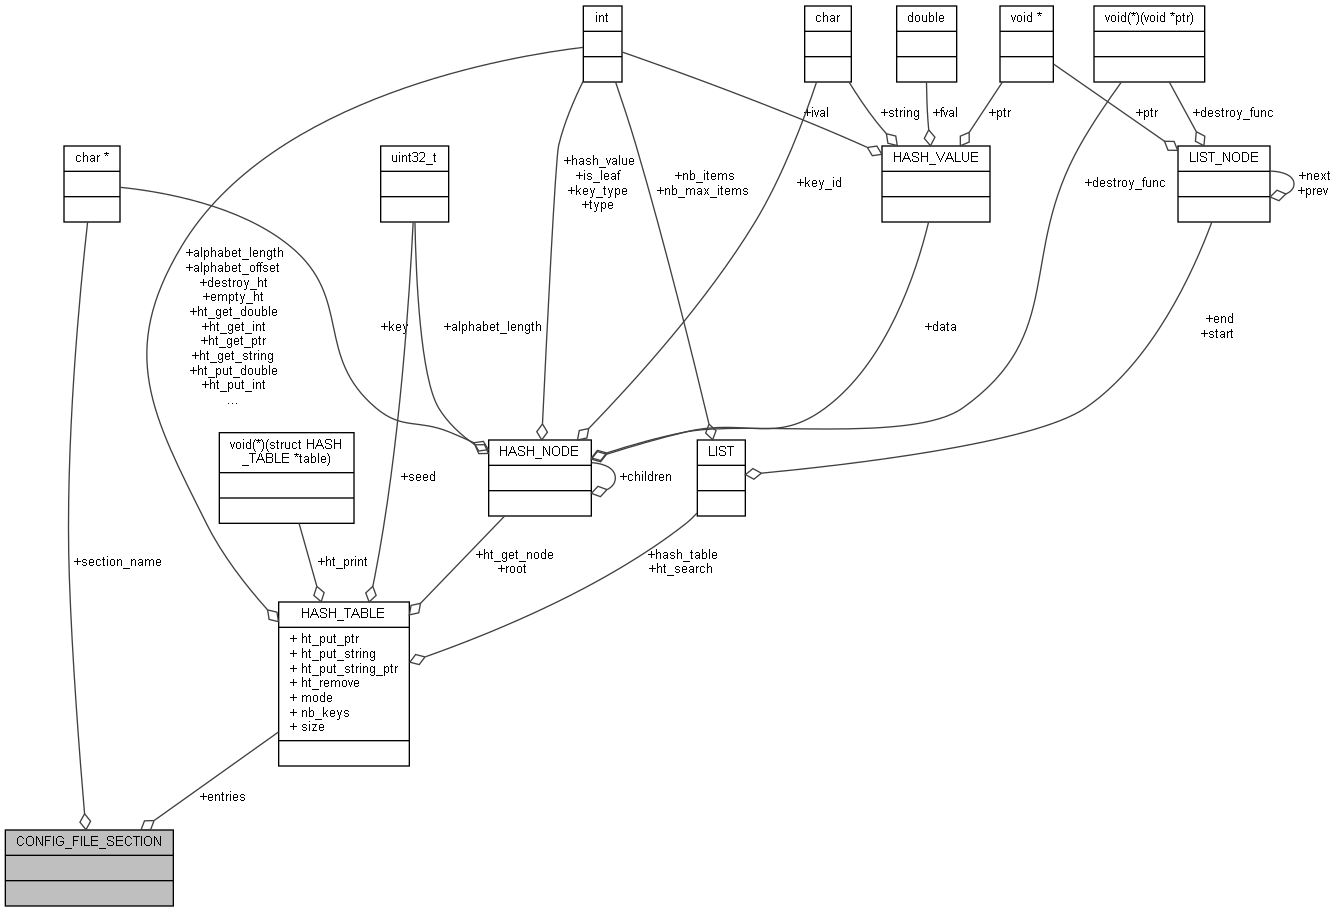 int
char
double
void *
void(*)(void *ptr)
+ival
+string
+fval
+ptr
+ptr
+destroy_func
char *
uint32_t
+hash_value
+is_leaf
+key_type
+type
+nb_items
+nb_max_items
+key_id
HASH_VALUE
+destroy_func
LIST_NODE
+next
+prev
+alphabet_length
+alphabet_offset
+destroy_ht
+empty_ht
+ht_get_double
+ht_get_int
+ht_get_ptr
+ht_get_string
+ht_put_double
+ht_put_int
...
+key
+alphabet_length
+data
+end
+start
void(*)(struct HASH
_TABLE *table)
HASH_NODE
LIST
+seed
+children
+section_name
+ht_print
+ht_get_node
+root
+hash_table
+ht_search
HASH_TABLE
+ ht_put_ptr
+ ht_put_string
+ ht_put_string_ptr
+ ht_remove
+ mode
+ nb_keys
+ size
+entries
CONFIG_FILE_SECTION